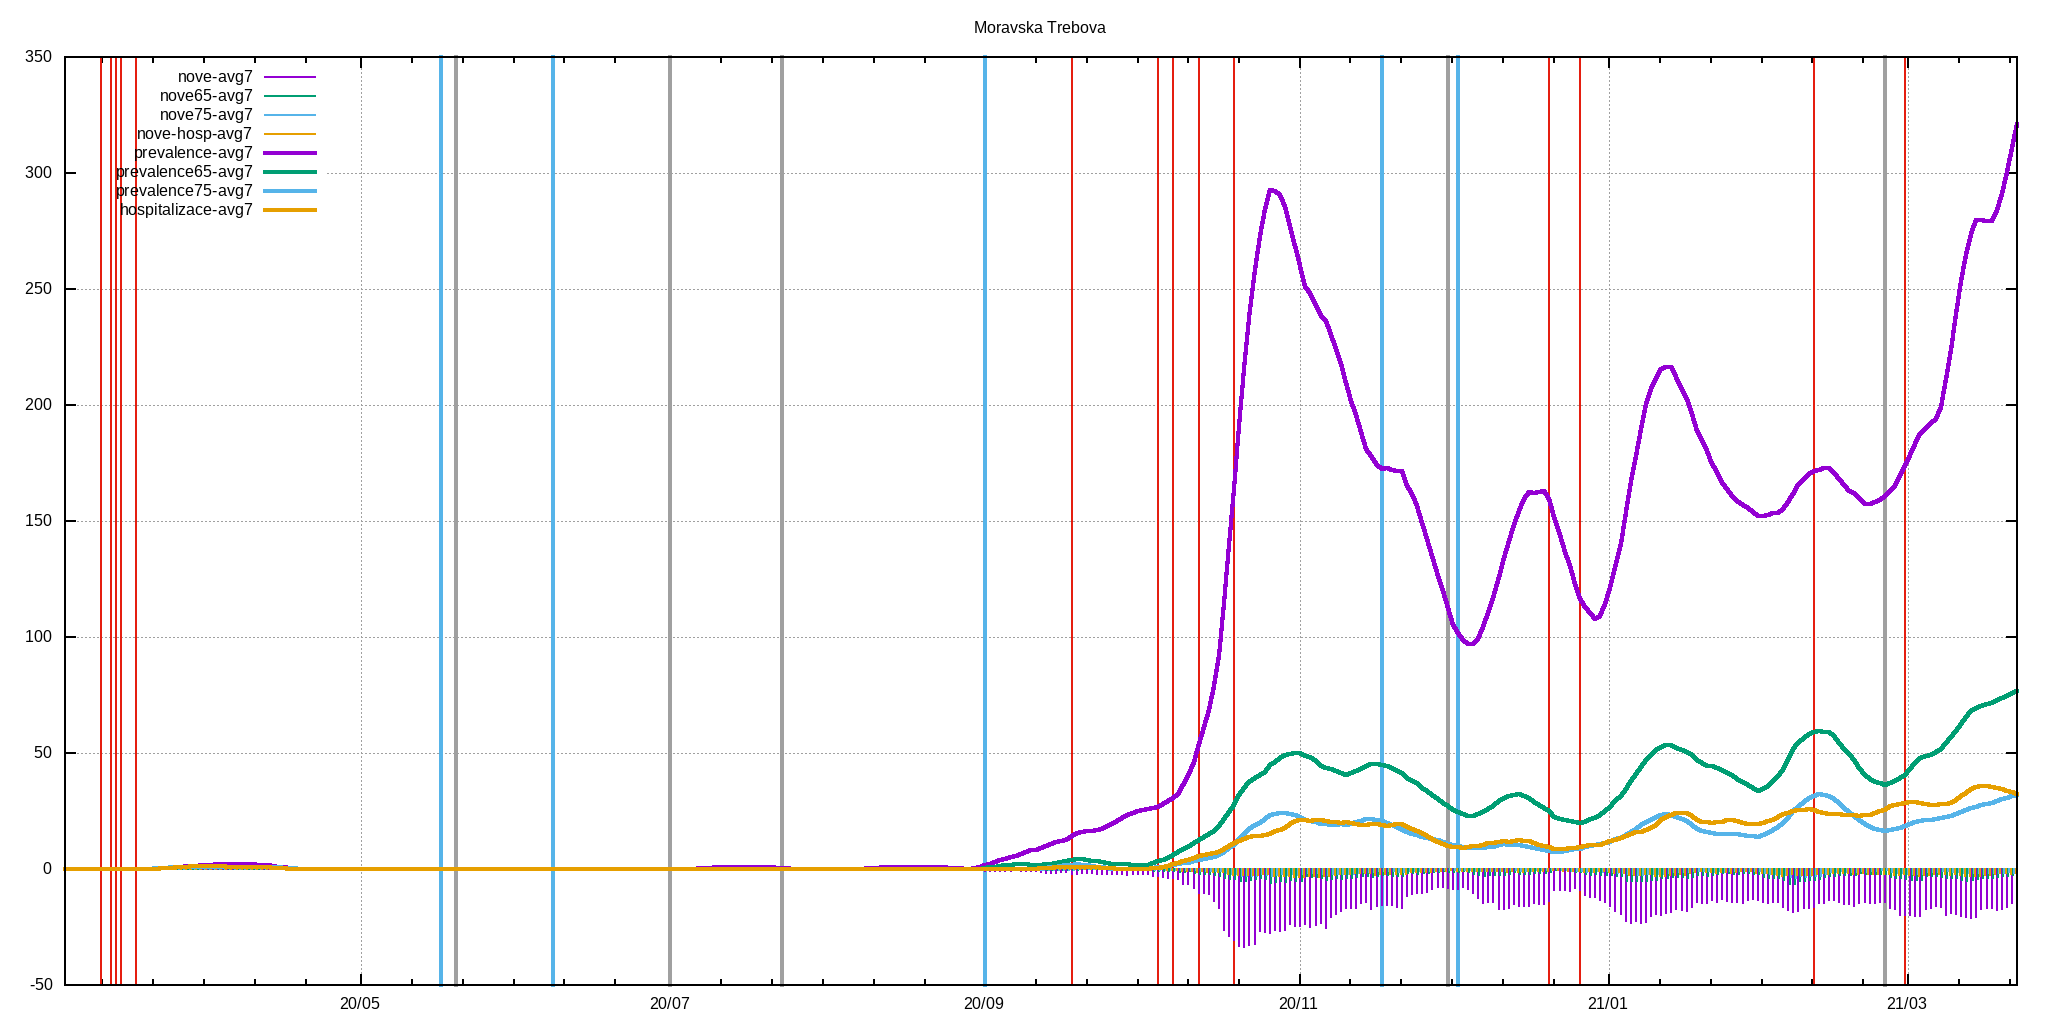 Moravska Trebova
350
300
250
200
150
100
50
0
-50
nove-avg7
nove65-avg7
nove75-avg7
nove-hosp-avg7
prevalence-avg7
prevalence65-avg7
prevalence75-avg7
hospitalizace-avg7
20/05
20/07
20/09
20/11
21/01
21/03